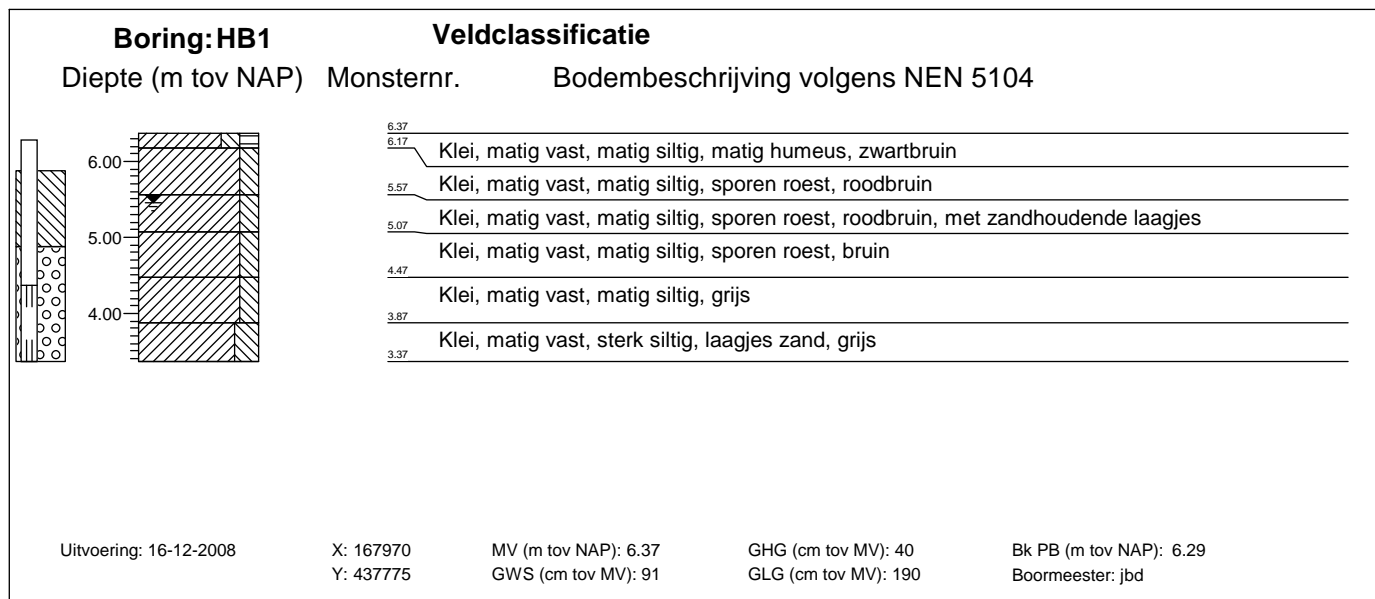 Boring: HB1 Veldclassificatie
Diepte (m tov NAP) Monsternr. Bodembeschrijving volgens NEN 5104
6.37
6.17 Klei, matig vast, matig siltig, matig humeus, zwartbruin
6.00
Klei, matig vast, matig siltig, sporen roest, roodbruin
5.57
Klei, matig vast, matig siltig, sporen roest, roodbruin, met zandhoudende laagjes
5.07
5.00
Klei, matig vast, matig siltig, sporen roest, bruin
4.47
Klei, matig vast, matig siltig, grijs
4.00
3.87
Klei, matig vast, sterk siltig, laagjes zand, grijs
3.37
Uitvoering: 16-12-2008 X: 167970 MV (m tov NAP): 6.37 GHG (cm tov MV): 40 Bk PB (m tov NAP): 6.29
Y: 437775 GWS (cm tov MV): 91 GLG (cm tov MV): 190 Boormeester: jbd